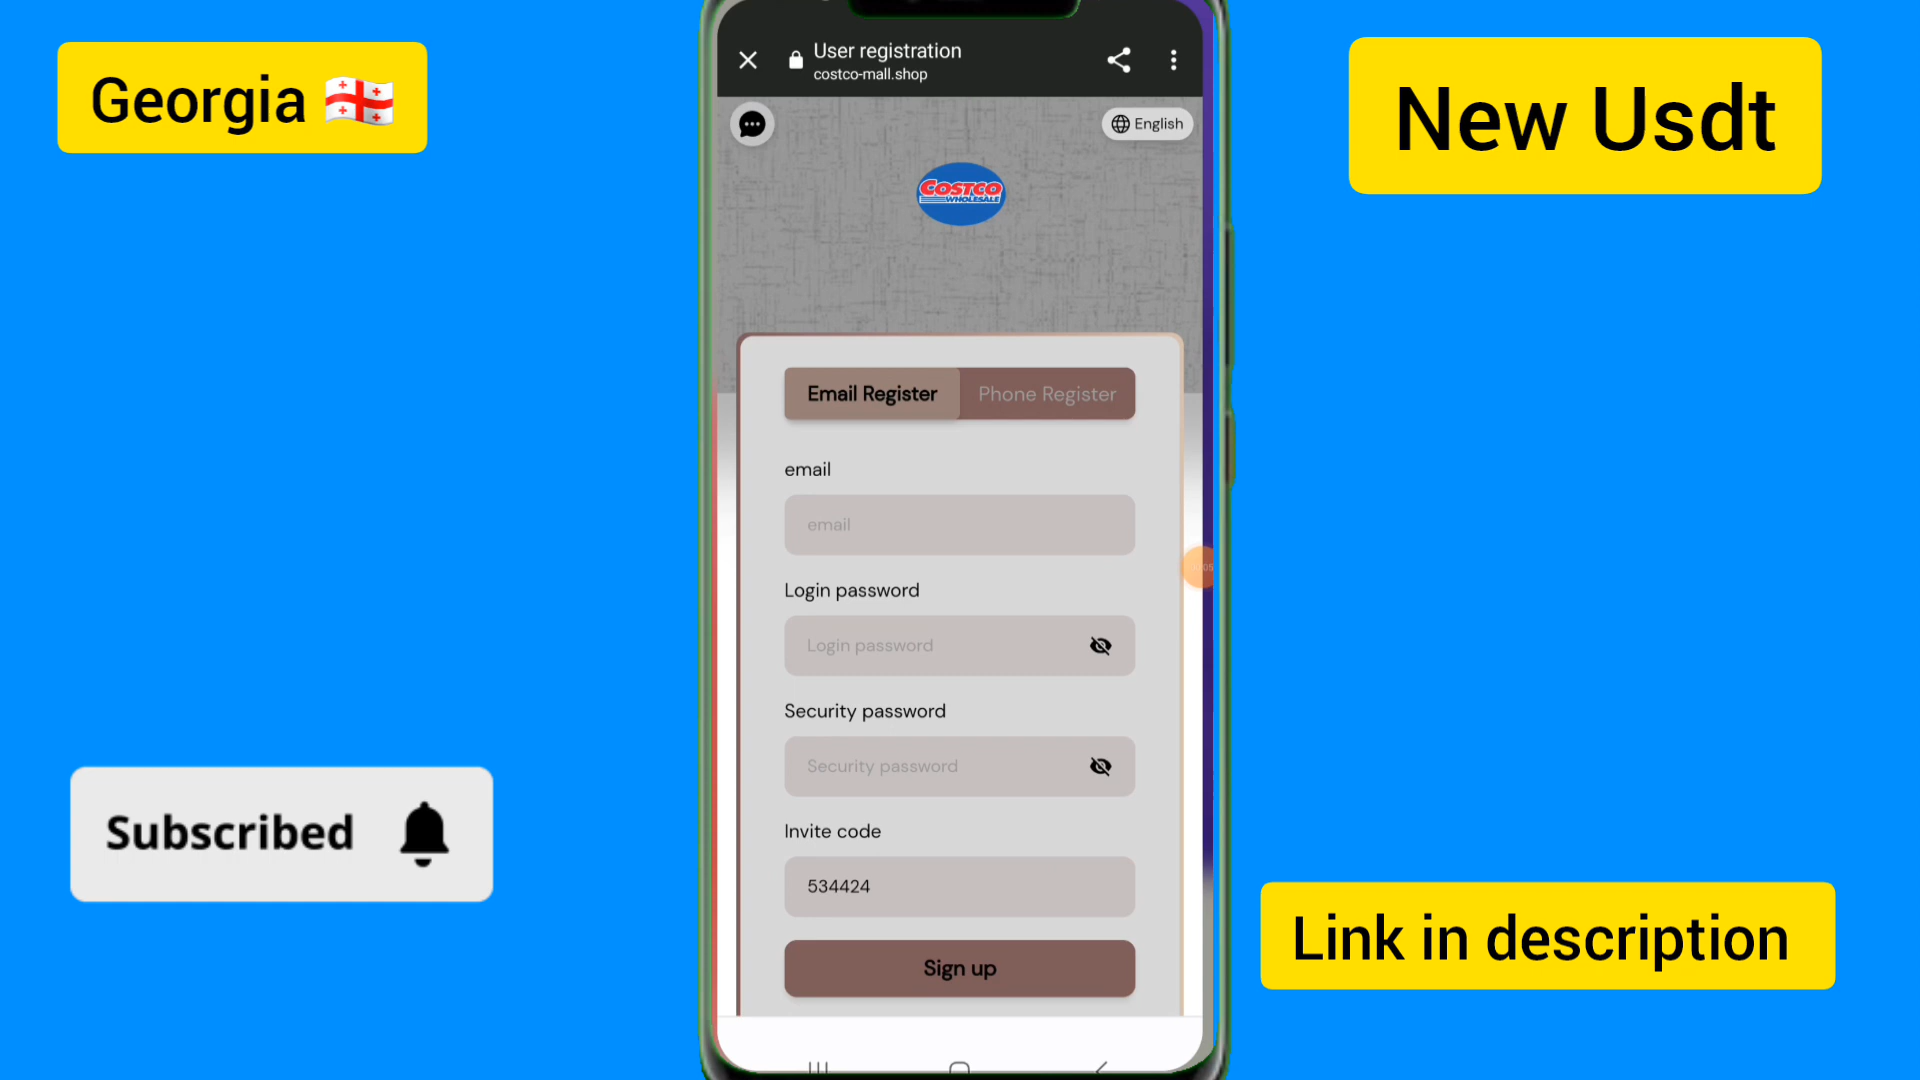 Georgia
New Usdt
User registration
costco-mall.shop
English
COSTCO
WHOLESALE
Email Register
Phone Register
email
email
Login password
Login password
Security password
Security password
Invite code
534424
Sign up
Subscribed
Link in description